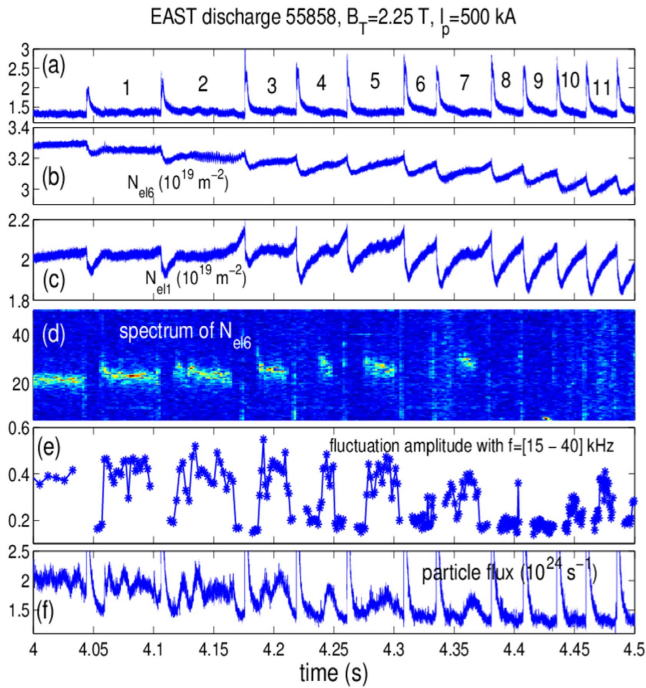 EAST discharge 55858, B_T=2.25 T, I_p=500 kA
3
2.5
2
1.5
(a)
1 2 3 4 5 6 7 8 9 10 11
3.4
3.2
3
(b)
N_el6 (10^19 m^−2)
2.2
2
1.8
(c)
N_el1 (10^19 m^−2)
40
20
(d)
spectrum of N_el6
0.6
0.4
0.2
(e)
fluctuation amplitude with f=[15 − 40] kHz
2.5
2
1.5
(f)
particle flux (10^24 s^−1)
4 4.05 4.1 4.15 4.2 4.25 4.3 4.35 4.4 4.45 4.5
time (s)